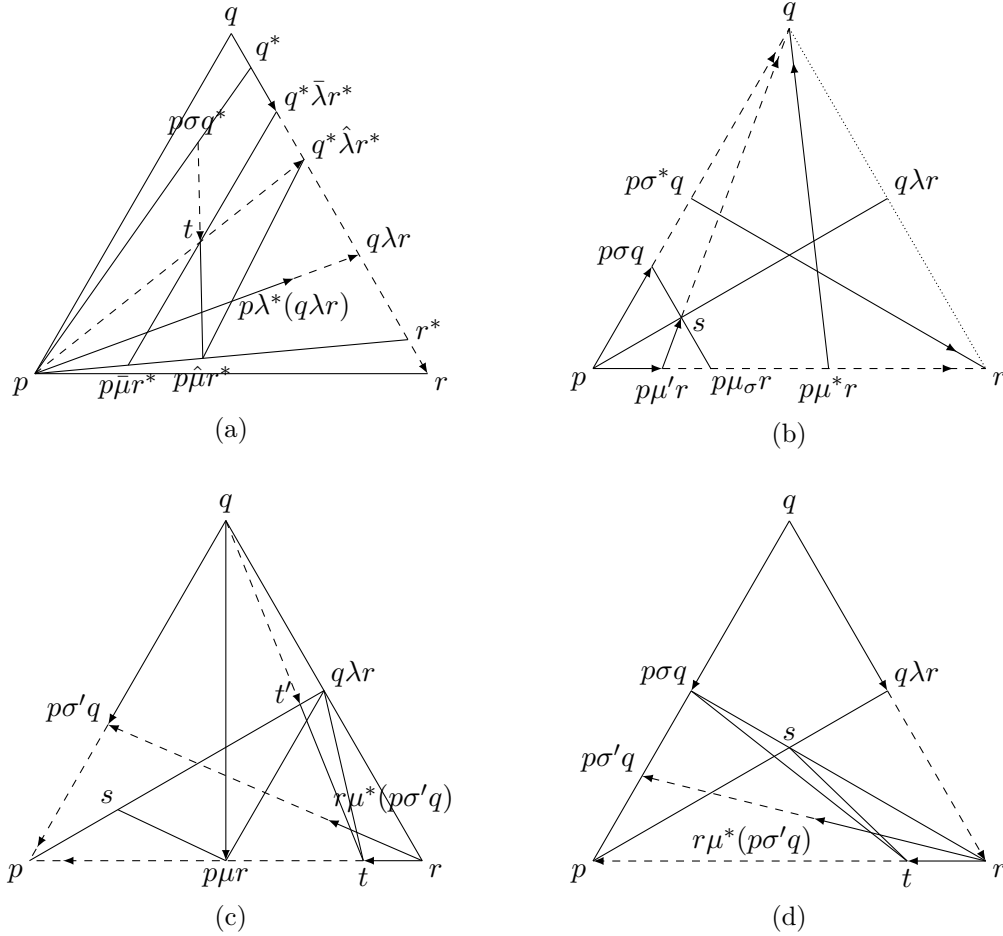 q
q*
q*λ̄r*
pσq*
q*λ̂r*
t
qλr
pλ*(qλr)
r*
p
pμ̄r*
pμ̂r*
r
(a)
q
pσ*q
qλr
pσq
s
p
pμ'r
pμσr
pμ*r
r
(b)
q
qλr
t'
pσ'q
s
rμ*(pσ'q)
p
pμr
t
r
(c)
q
pσq
qλr
s
pσ'q
rμ*(pσ'q)
p
t
r
(d)